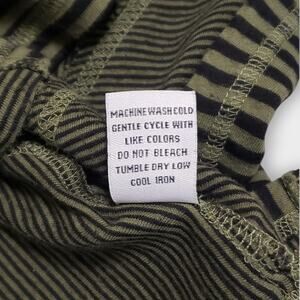 MACHINE WASH COLD
GENTLE CYCLE WITH
LIKE COLORS
DO NOT BLEACH
TUMBLE DRY LOW
COOL IRON